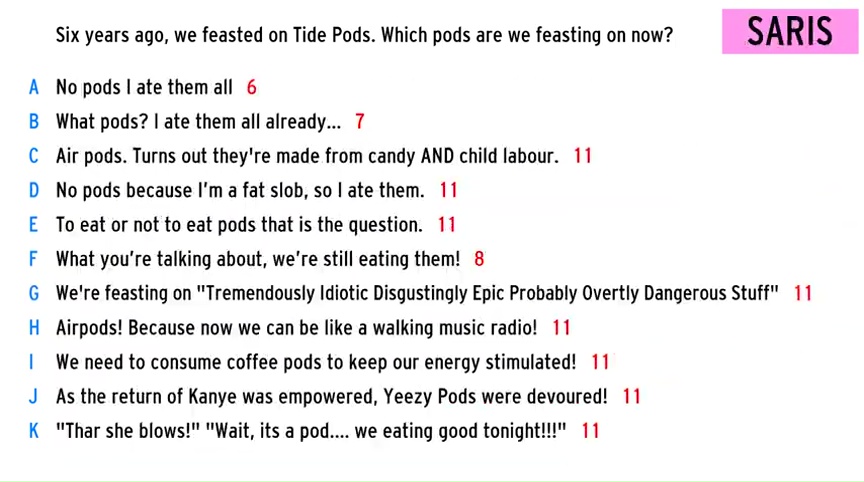 Six years ago, we feasted on Tide Pods. Which pods are we feasting on now?
SARIS
A No pods I ate them all 6
B What pods? I ate them all already... 7
C Air pods. Turns out they're made from candy AND child labour. 11
D No pods because I'm a fat slob, so I ate them. 11
E To eat or not to eat pods that is the question. 11
F What you're talking about, we're still eating them! 8
G We're feasting on "Tremendously Idiotic Disgustingly Epic Probably Overtly Dangerous Stuff" 11
H Airpods! Because now we can be like a walking music radio! 11
I We need to consume coffee pods to keep our energy stimulated! 11
J As the return of Kanye was empowered, Yeezy Pods were devoured! 11
K "Thar she blows!" "Wait, its a pod.... we eating good tonight!!!" 11